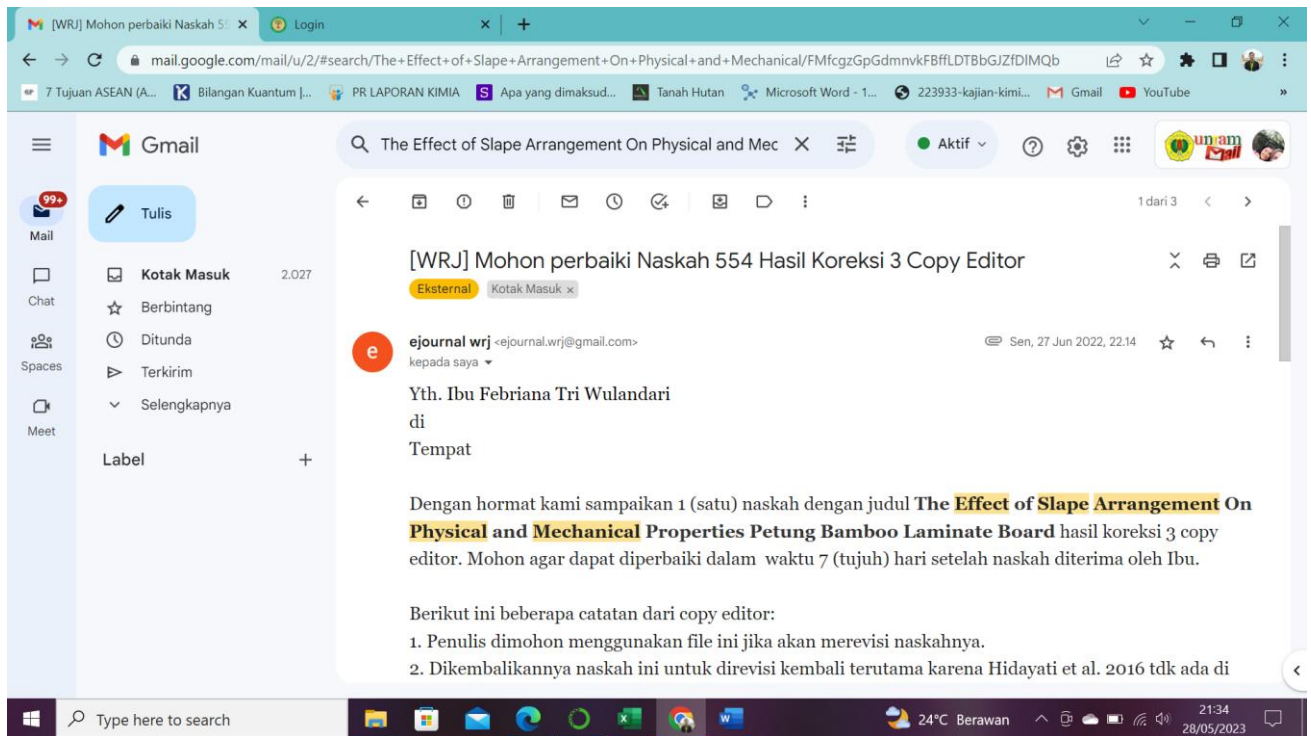 [WRJ] Mohon perbaiki Naskah 55
Login
mail.google.com/mail/u/2/#search/The+Effect+of+Slape+Arrangement+On+Physical+and+Mechanical/FMfcgzGpGdmnvkFBffLDTBbGJZfDlMQb
7 Tujuan ASEAN (A...
Bilangan Kuantum |...
PR LAPORAN KIMIA
Apa yang dimaksud...
Tanah Hutan
Microsoft Word - 1...
223933-kajian-kimi...
Gmail
YouTube
»
Gmail
The Effect of Slape Arrangement On Physical and Mec
Aktif
unram
Mail
99+
Mail
Chat
Spaces
Meet
Tulis
Kotak Masuk 2.027
Berbintang
Ditunda
Terkirim
Selengkapnya
Label +
1 dari 3
[WRJ] Mohon perbaiki Naskah 554 Hasil Koreksi 3 Copy Editor
Eksternal Kotak Masuk ×
e
ejournal wrj <ejournal.wrj@gmail.com>
Sen, 27 Jun 2022, 22.14
kepada saya
Yth. Ibu Febriana Tri Wulandari
di
Tempat
Dengan hormat kami sampaikan 1 (satu) naskah dengan judul The Effect of Slape Arrangement On
Physical and Mechanical Properties Petung Bamboo Laminate Board hasil koreksi 3 copy
editor. Mohon agar dapat diperbaiki dalam waktu 7 (tujuh) hari setelah naskah diterima oleh Ibu.
Berikut ini beberapa catatan dari copy editor:
1. Penulis dimohon menggunakan file ini jika akan merevisi naskahnya.
2. Dikembalikannya naskah ini untuk direvisi kembali terutama karena Hidayati et al. 2016 tdk ada di
Type here to search
24°C Berawan
21:34
28/05/2023